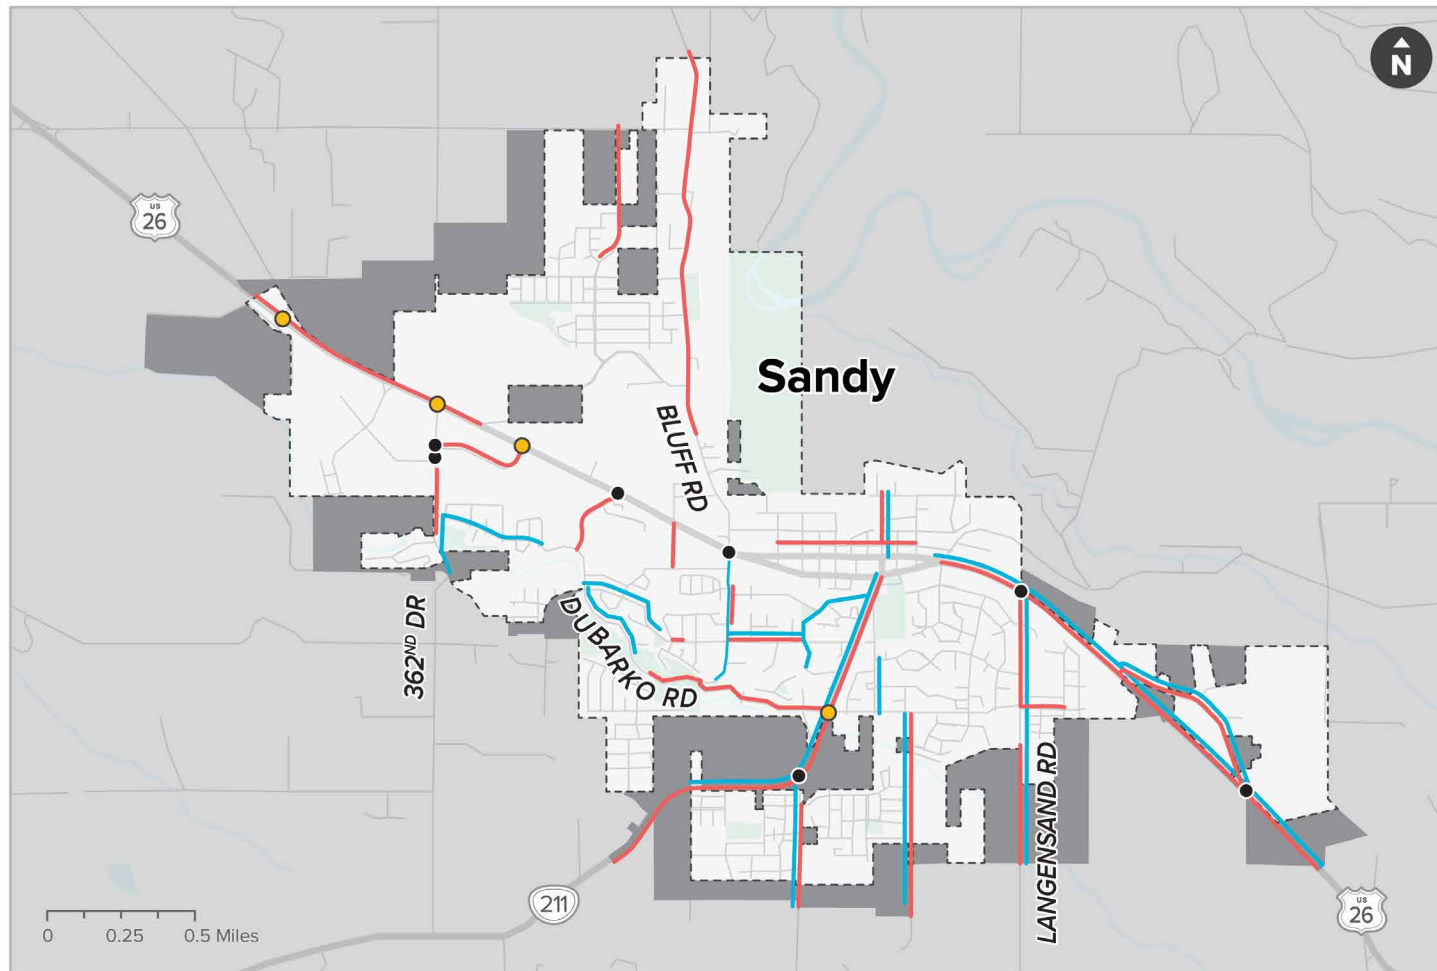 N
US
26
Sandy
BLUFF RD
DUBARKO RD
362ND DR
LANGENSAND RD
211
US
26
0 0.25 0.5 Miles